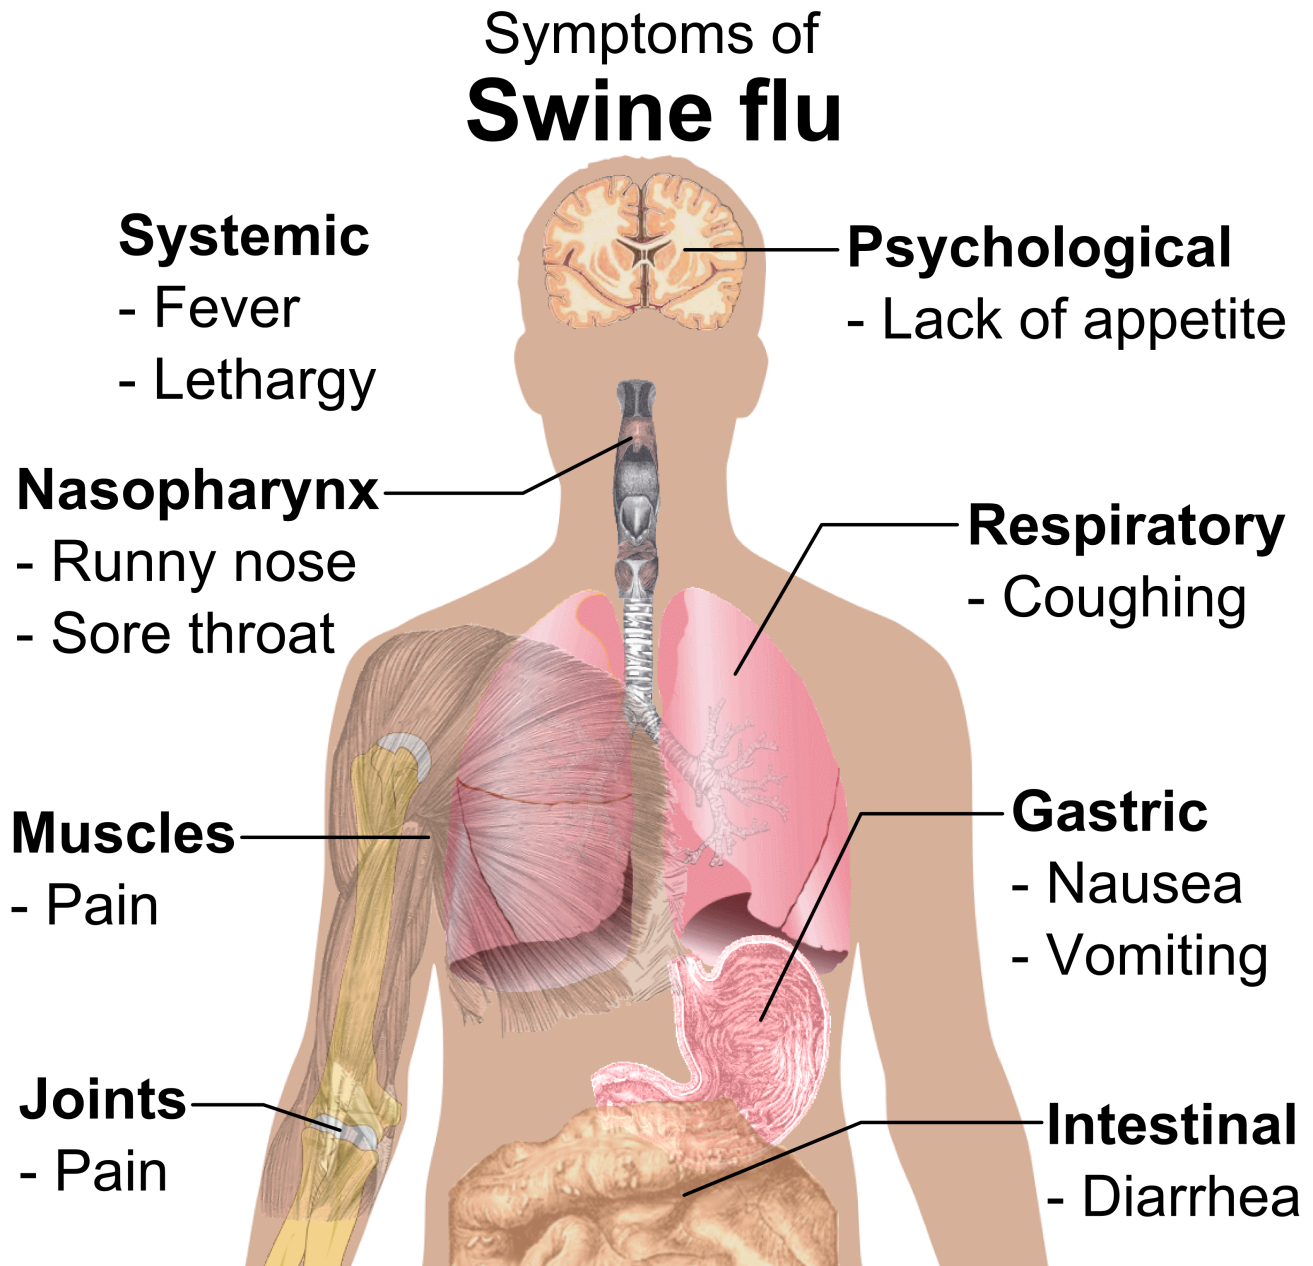 Symptoms of
Swine flu
Systemic
- Fever
- Lethargy
Psychological
- Lack of appetite
Nasopharynx
- Runny nose
- Sore throat
Respiratory
- Coughing
Muscles
- Pain
Gastric
- Nausea
- Vomiting
Joints
- Pain
Intestinal
- Diarrhea